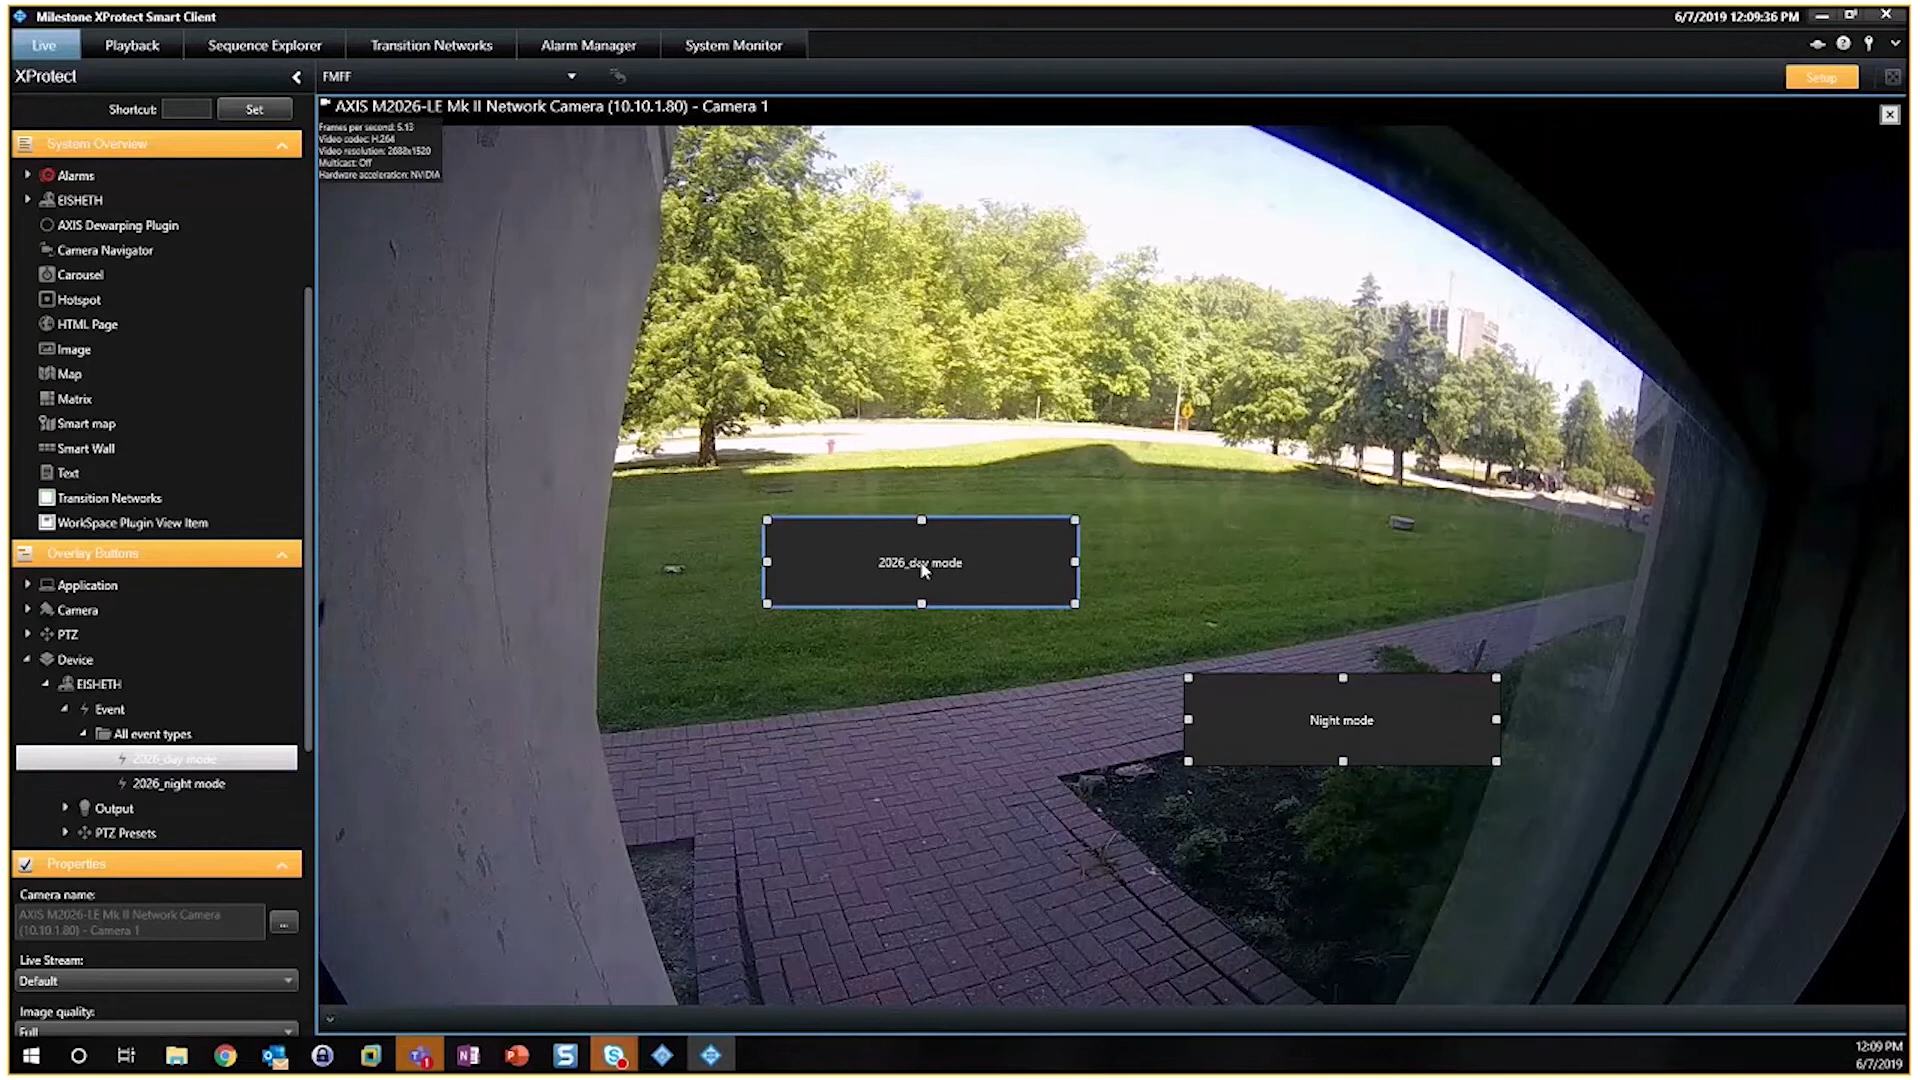 Milestone XProtect Smart Client
6/7/2019 12:09:36 PM
Live
Playback
Sequence Explorer
Transition Networks
Alarm Manager
System Monitor
XProtect
FMFF
Setup
Shortcut:
Set
System Overview
Alarms
EISHETH
AXIS Dewarping Plugin
Camera Navigator
Carousel
Hotspot
HTML Page
Image
Map
Matrix
Smart map
Smart Wall
Text
Transition Networks
WorkSpace Plugin View Item
Overlay Buttons
Application
Camera
PTZ
Device
EISHETH
Event
All event types
2026_day mode
2026_night mode
Output
PTZ Presets
Properties
Camera name:
AXIS M2026-LE Mk II Network Camera
(10.10.1.80) - Camera 1
...
Live Stream:
Default
Image quality:
Full
AXIS M2026-LE Mk II Network Camera (10.10.1.80) - Camera 1
Frames per second: 5.13
Video codec: H.264
Video resolution: 2688x1520
Multicast: Off
Hardware acceleration: NVIDIA
2026_day mode
Night mode
12:09 PM
6/7/2019